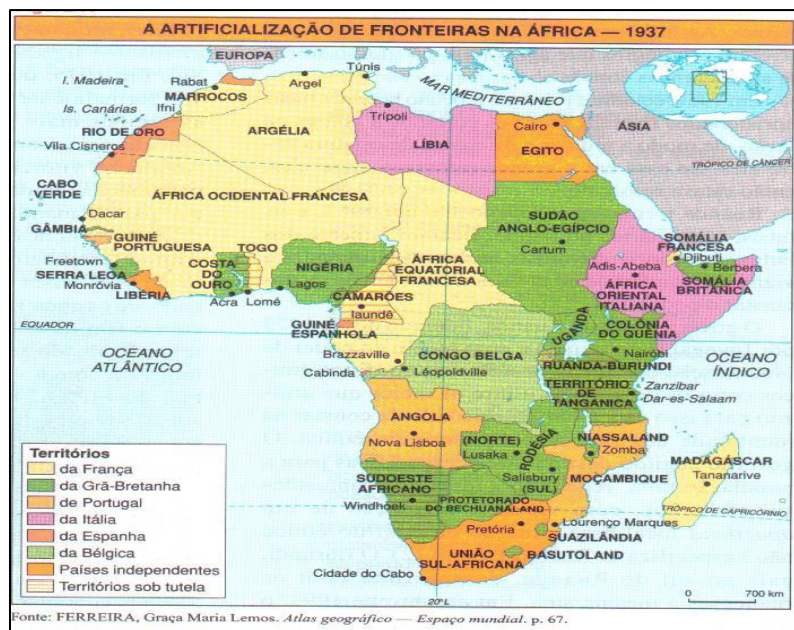 A ARTIFICIALIZAÇÃO DE FRONTEIRAS NA ÁFRICA — 1937
EUROPA
I. Madeira
Rabat
Argel
Túnis
MAR MEDITERRÂNEO
MARROCOS
Is. Canárias
Ifni
Trípoli
Cairo
ÁSIA
RIO DE ORO
ARGÉLIA
LÍBIA
EGITO
Vila Cisneros
TRÓPICO DE CÂNCER
CABO
VERDE
ÁFRICA OCIDENTAL FRANCESA
Dacar
GÂMBIA
SUDÃO
ANGLO-EGÍPCIO
SOMÁLIA
FRANCESA
GUINÉ
PORTUGUESA
TOGO
ÁFRICA
EQUATORIAL
FRANCESA
Cartum
Djibuti
Freetown
COSTA
DO
OURO
NIGÉRIA
Adis-Abeba
Berbera
SERRA LEOA
SOMÁLIA
BRITÂNICA
Monróvia
LIBÉRIA
Acra
Lomé
Lagos
CAMARÕES
Iaundê
ÁFRICA
ORIENTAL
ITALIANA
EQUADOR
GUINÉ
ESPANHOLA
UGANDA
COLÔNIA
DO QUÊNIA
OCEANO
ATLÂNTICO
Brazzaville
CONGO BELGA
Nairóbi
OCEANO
ÍNDICO
Cabinda
Léopoldville
RUANDA-BURUNDI
TERRITÓRIO
DE
TANGANICA
Zanzibar
Dar-es-Salaam
ANGOLA
Nova Lisboa
(NORTE)
Lusaka
RODÉSIA
NIASSALAND
Zomba
MADAGÁSCAR
Tananarive
Salisbury
(SUL)
MOÇAMBIQUE
SUDOESTE
AFRICANO
Windhoek
PROTETORADO
DO BECHUANALAND
TRÓPICO DE CAPRICÓRNIO
Pretória
Lourenço Marques
SUAZILÂNDIA
UNIÃO
SUL-AFRICANA
BASUTOLAND
Cidade do Cabo
20°L
0 700 km
Territórios
da França
da Grã-Bretanha
de Portugal
da Itália
da Espanha
da Bélgica
Países independentes
Territórios sob tutela
Fonte: FERREIRA, Graça Maria Lemos. Atlas geográfico — Espaço mundial. p. 67.